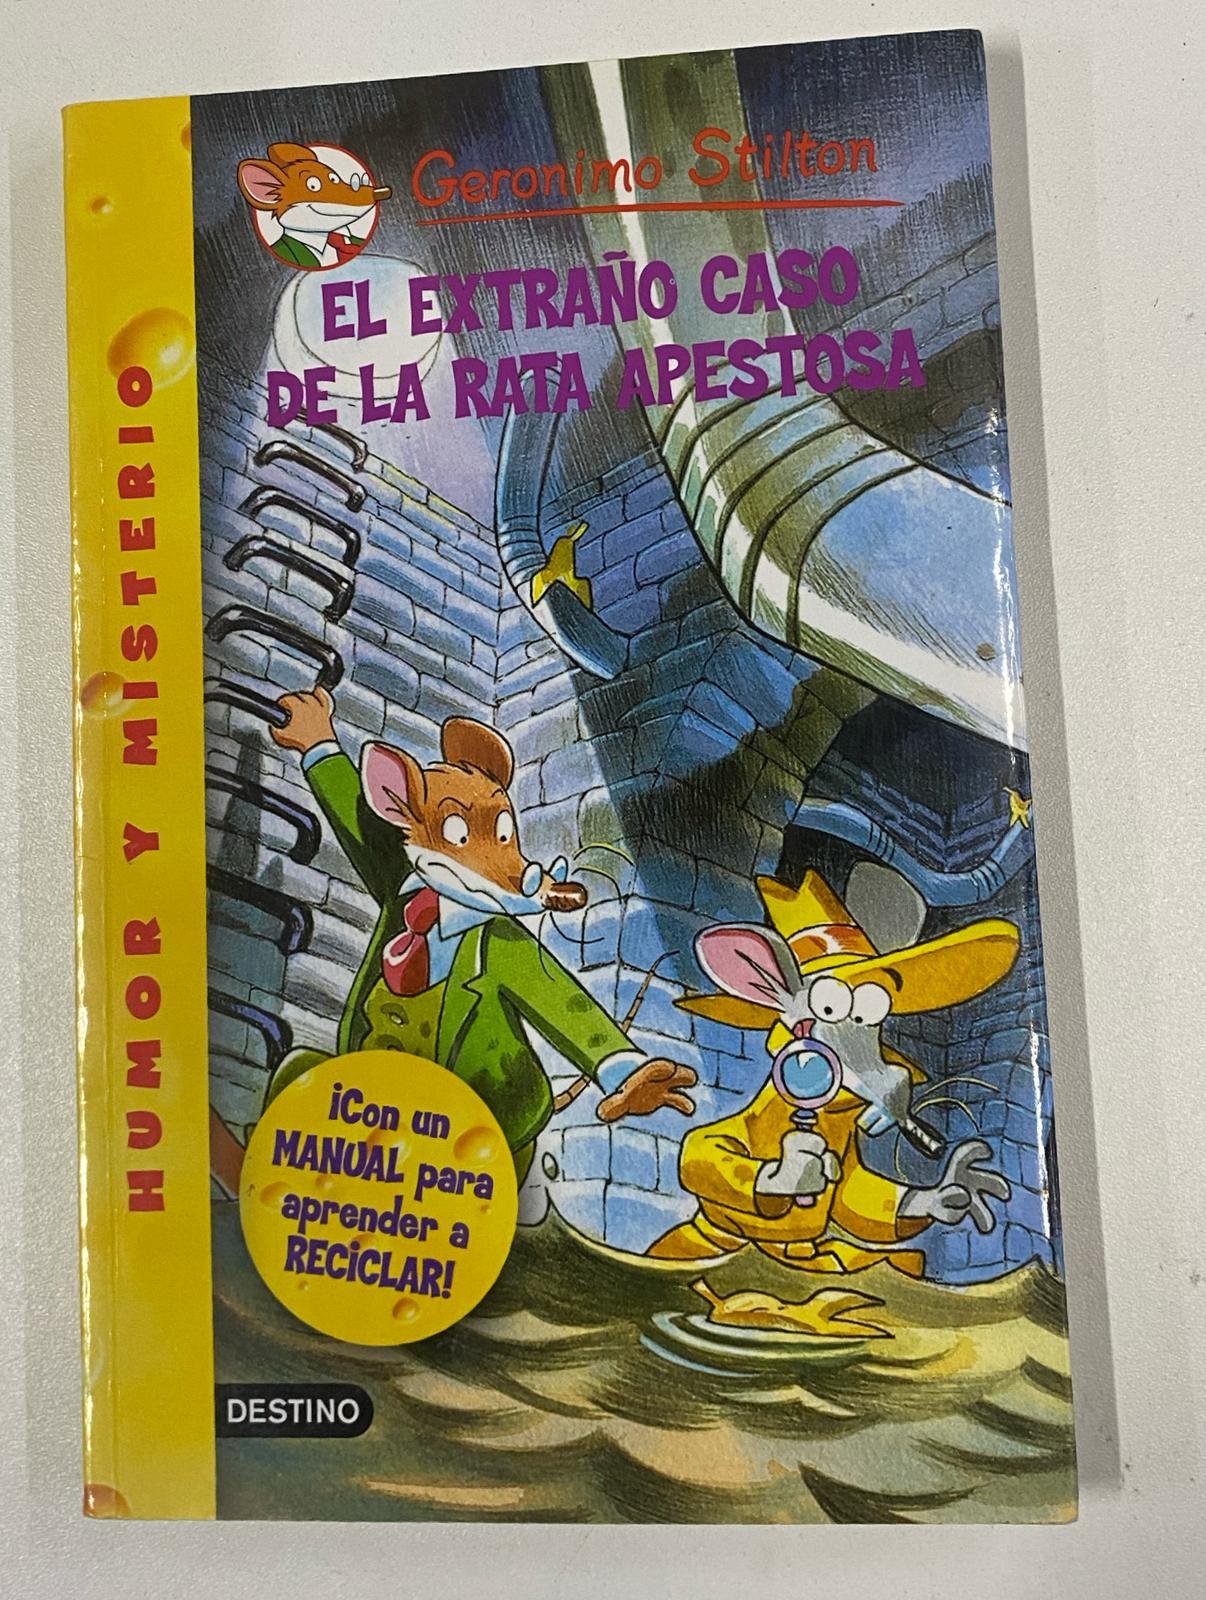 Geronimo Stilton
EL EXTRAÑO CASO
DE LA RATA APESTOSA
HUMOR Y MISTERIO
¡Con un
MANUAL para
aprender a
RECiCLAR!
DESTINO